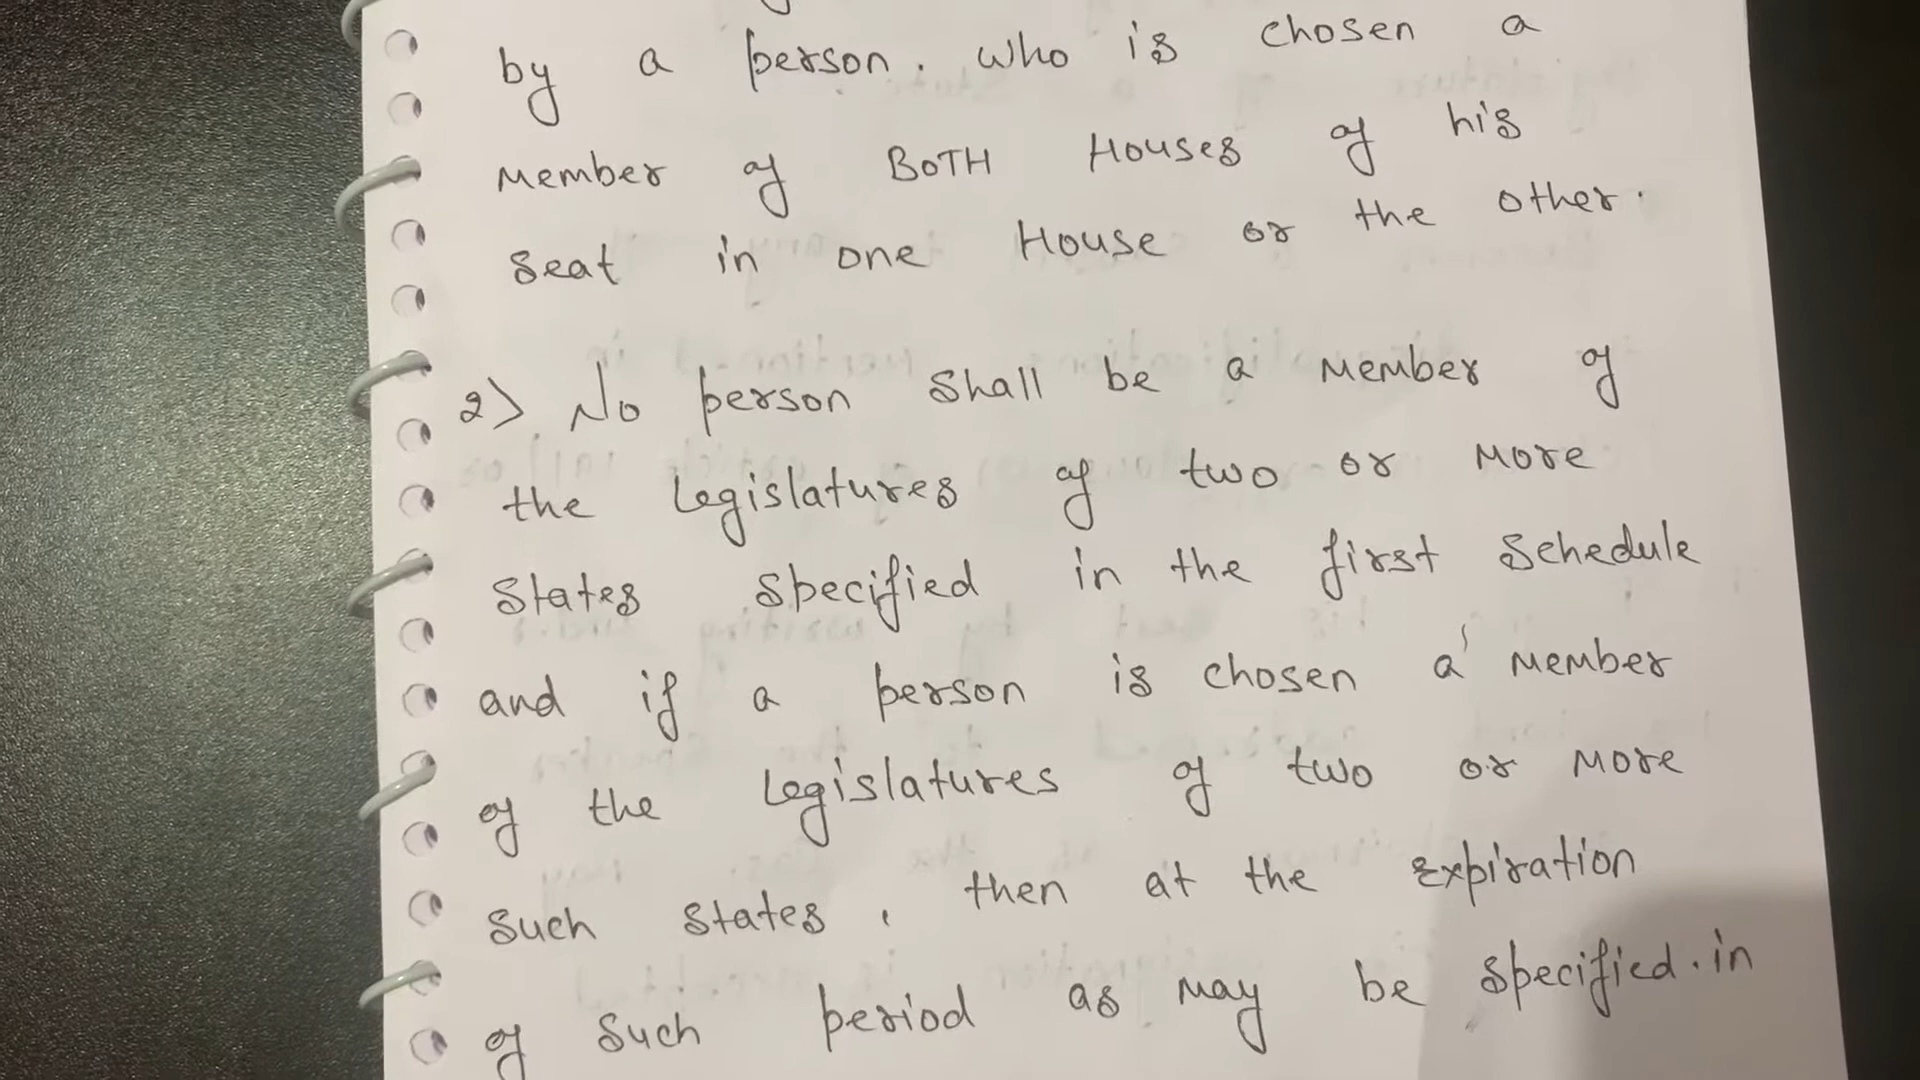 by a person. who is chosen a
member of BOTH Houses of his
seat in one House or the other.
2) No person shall be a member of
the Legislatures of two or more
States specified in the first schedule
and if a person is chosen a member
of the Legislatures of two or more
such states, then at the Expiration
of such period as may be specified.in